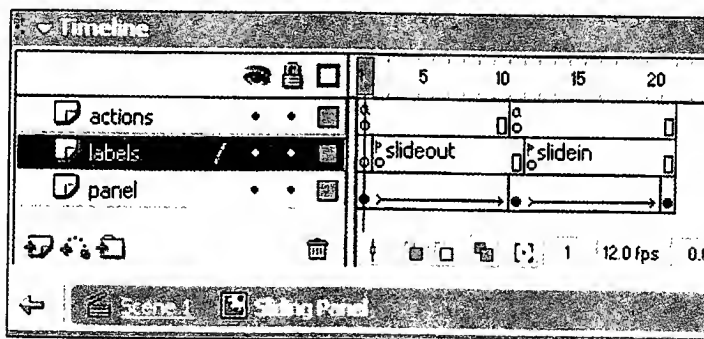 Timeline
5 10 15 20
actions
a a
labels
slideout slidein
panel
1 12.0 fps
Scene 1 Sliding Panel